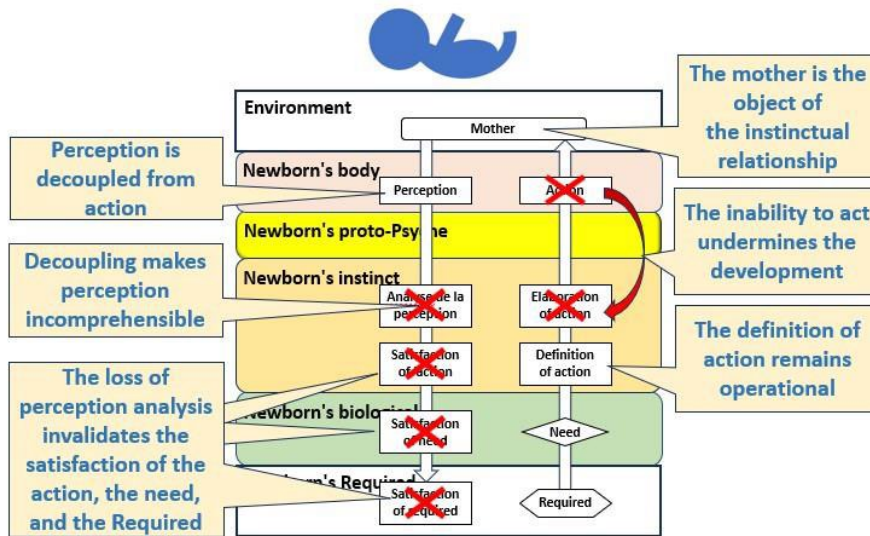 Environment
Mother
The mother is the
object of
the instinctual
relationship
Perception is
decoupled from
action
Newborn's body
Perception
Action
Newborn's proto-Psyche
The inability to act
undermines the
development
Decoupling makes
perception
incomprehensible
Newborn's instinct
Analyse de la
perception
Elaboration
of action
Satisfaction
of action
Definition
of action
The definition of
action remains
operational
The loss of
perception analysis
invalidates the
satisfaction of the
action, the need,
and the Required
Newborn's biological
Satisfaction
of need
Need
Newborn's Required
Satisfaction
of required
Required